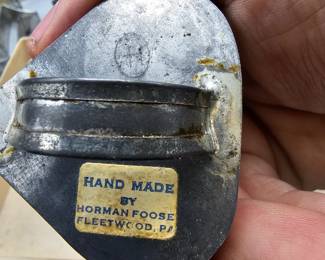 HAND MADE
BY
HORMAN FOOSE
FLEETWOOD, PA